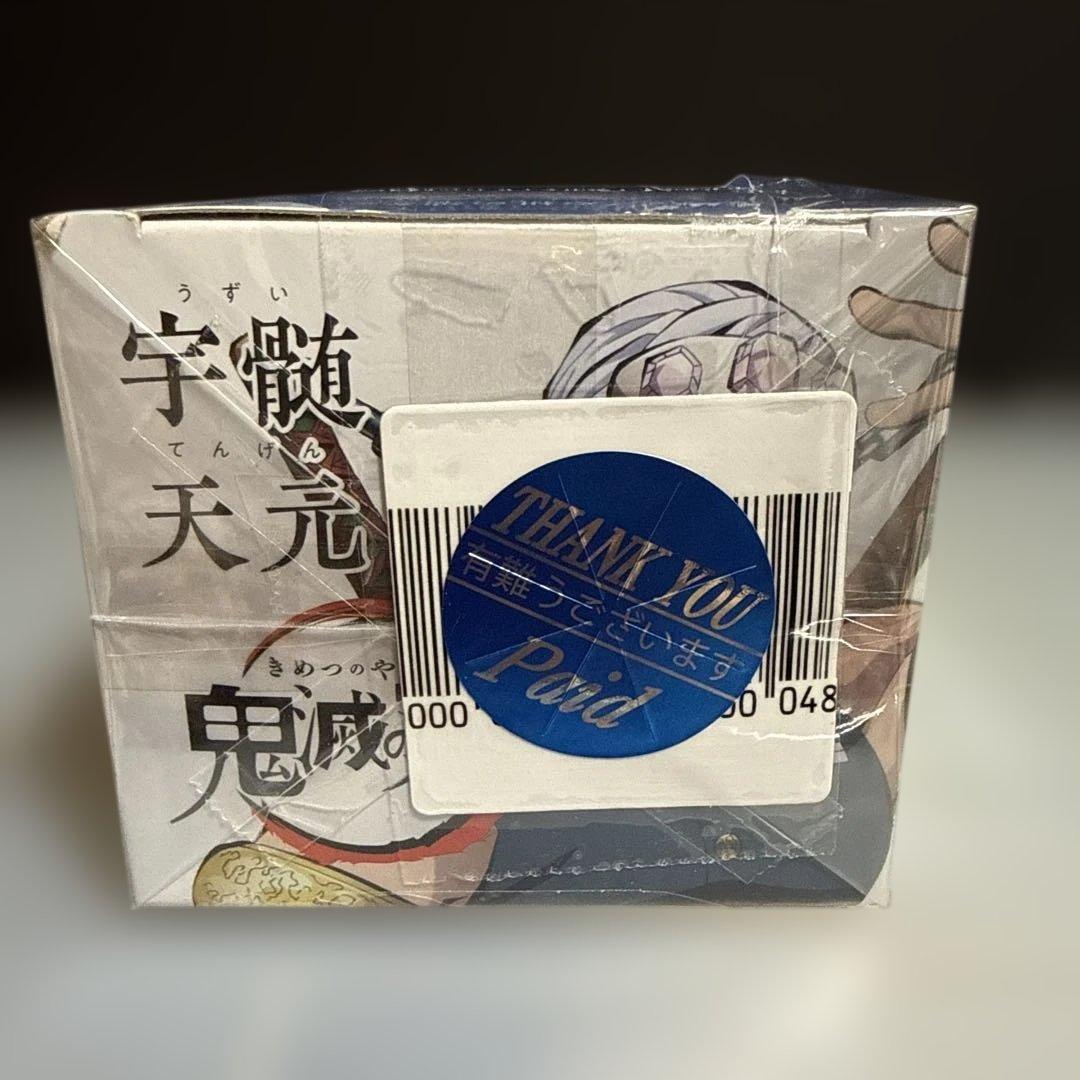 うずい
宇髄
てんげん
天元
きめつのや
鬼滅の
THANK YOU
有難うございます
Paid
000
00 048